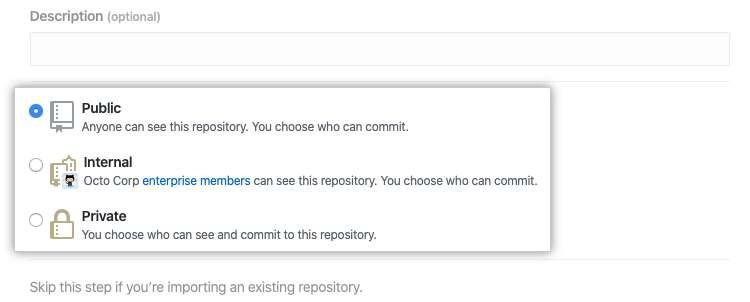 Description (optional)
Public
Anyone can see this repository. You choose who can commit.
Internal
Octo Corp enterprise members can see this repository. You choose who can commit.
Private
You choose who can see and commit to this repository.
Skip this step if you’re importing an existing repository.